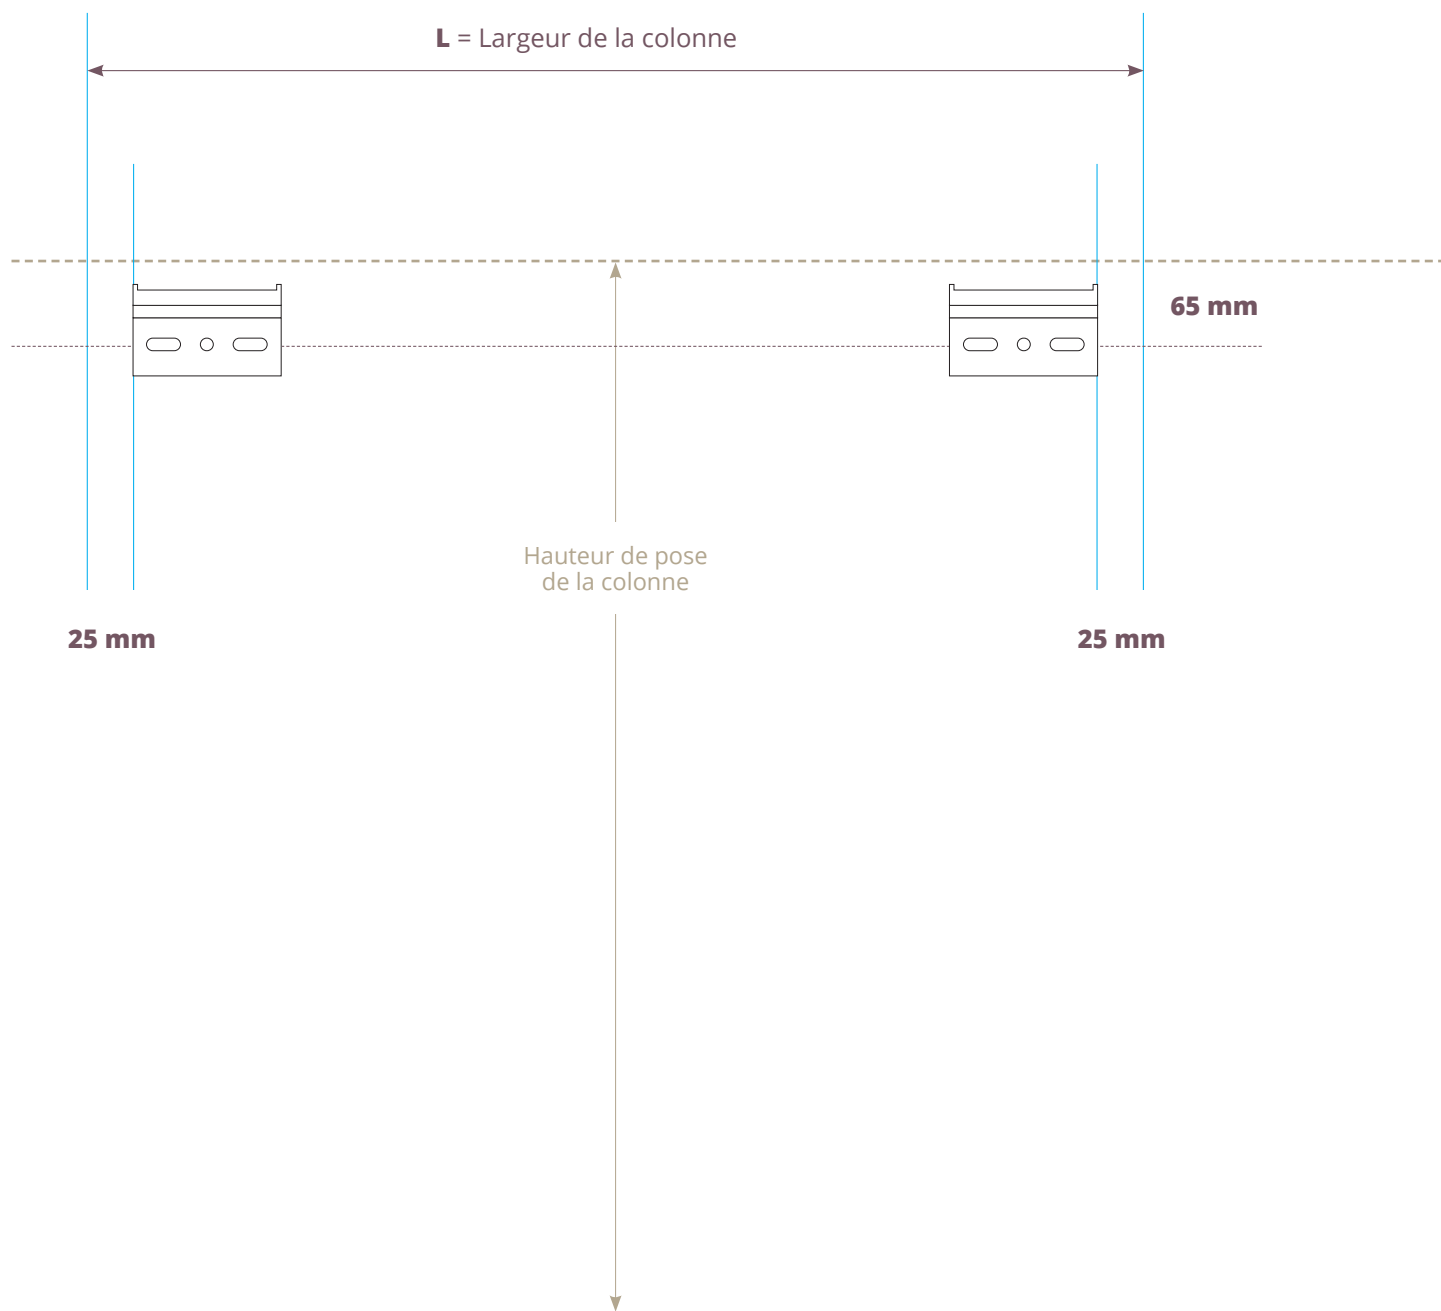 L = Largeur de la colonne
65 mm
Hauteur de pose
de la colonne
25 mm
25 mm